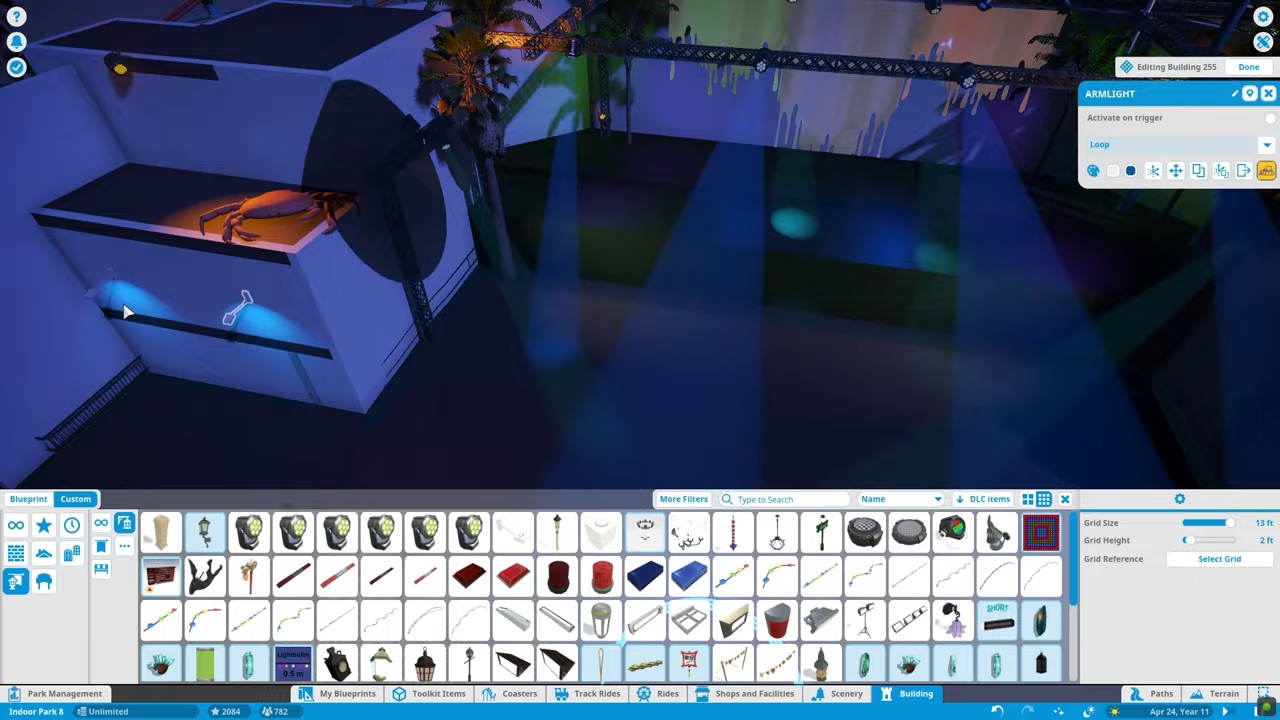 Editing Building 255
Done
ARMLIGHT
Activate on trigger
Loop
Blueprint
Custom
More Filters
Type to Search
Name
DLC items
Grid Size
13 ft
Grid Height
2 ft
Grid Reference
Select Grid
SHORT
Lightbulbs
0.5 m
Park Management
My Blueprints
Toolkit Items
Coasters
Track Rides
Rides
Shops and Facilities
Scenery
Building
Paths
Terrain
Indoor Park 8
Unlimited
2084
782
Apr 24, Year 11